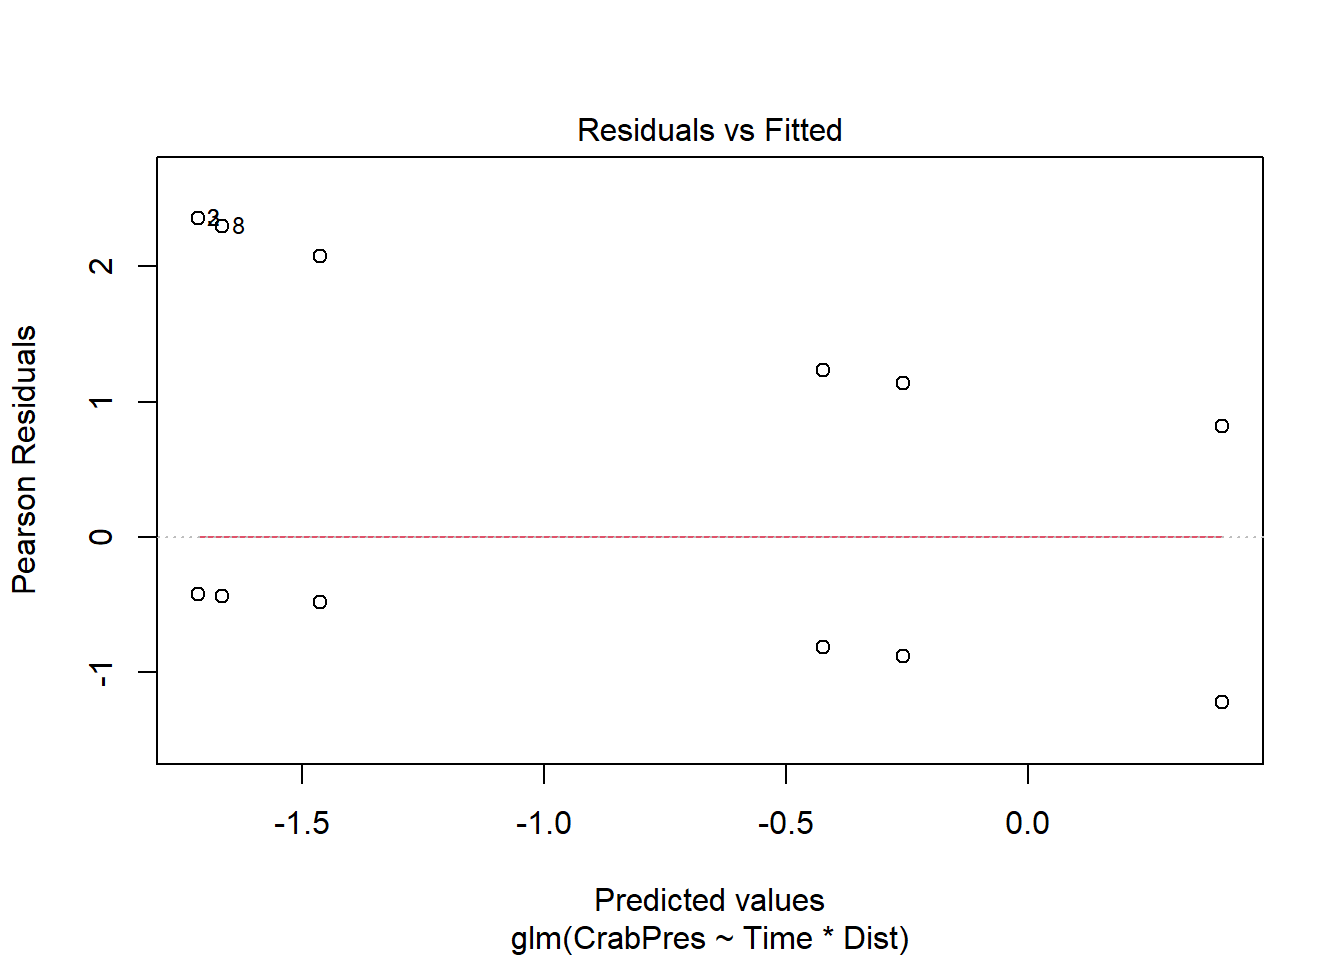 Residuals vs Fitted
Pearson Residuals
2
1
0
-1
8
-1.5 -1.0 -0.5 0.0
Predicted values
glm(CrabPres ~ Time * Dist)